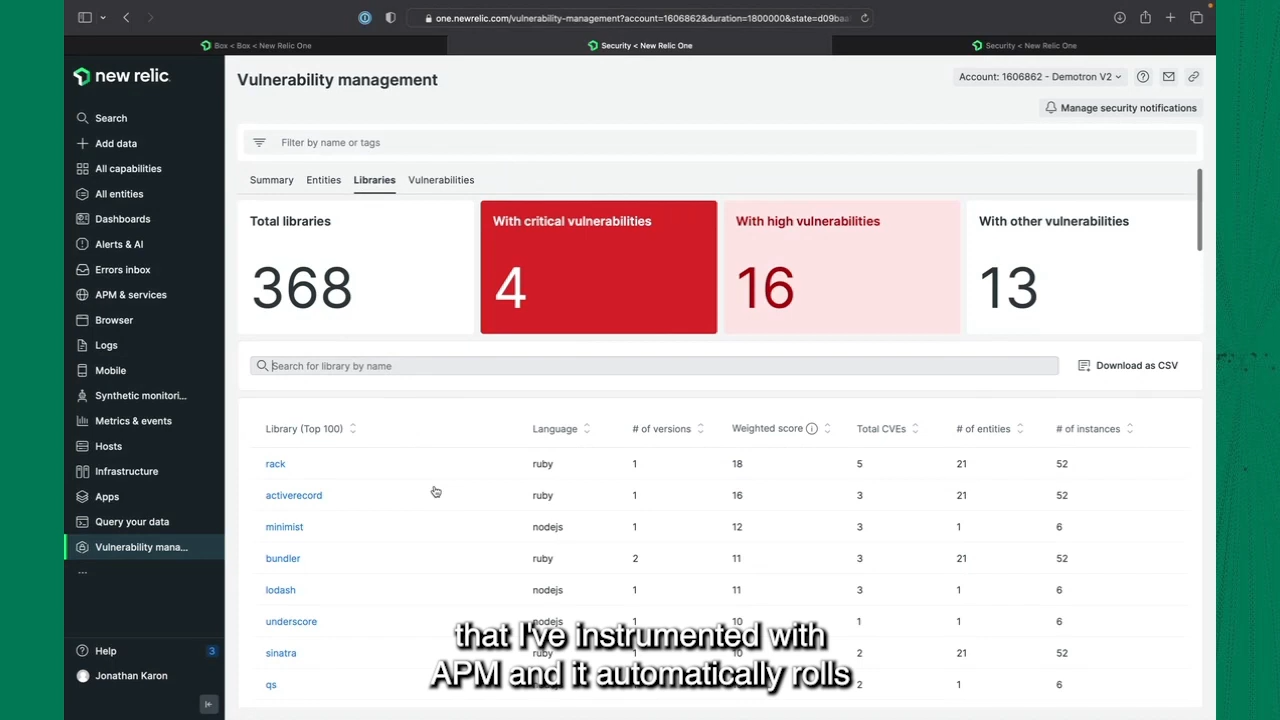 one.newrelic.com/vulnerability-management?account=1606862&duration=1800000&state=d09baa
Box < Box < New Relic One
Security < New Relic One
Security < New Relic One
new relic
Vulnerability management
Account: 1606862 - Demotron V2
Manage security notifications
Search
Add data
All capabilities
All entities
Dashboards
Alerts & AI
Errors inbox
APM & services
Browser
Logs
Mobile
Synthetic monitori...
Metrics & events
Hosts
Infrastructure
Apps
Query your data
Vulnerability mana...
...
Help 3
Jonathan Karon
Filter by name or tags
Summary Entities Libraries Vulnerabilities
Total libraries
368
With critical vulnerabilities
4
With high vulnerabilities
16
With other vulnerabilities
13
Search for library by name
Download as CSV
Library (Top 100) Language # of versions Weighted score Total CVEs # of entities # of instances
rack ruby 1 18 5 21 52
activerecord ruby 1 16 3 21 52
minimist nodejs 1 12 3 1 6
bundler ruby 2 11 3 21 52
lodash nodejs 1 11 3 1 6
underscore nodejs 1 10 1 1 6
sinatra 2 21 52
qs 2 1 6
that I've instrumented with
APM and it automatically rolls